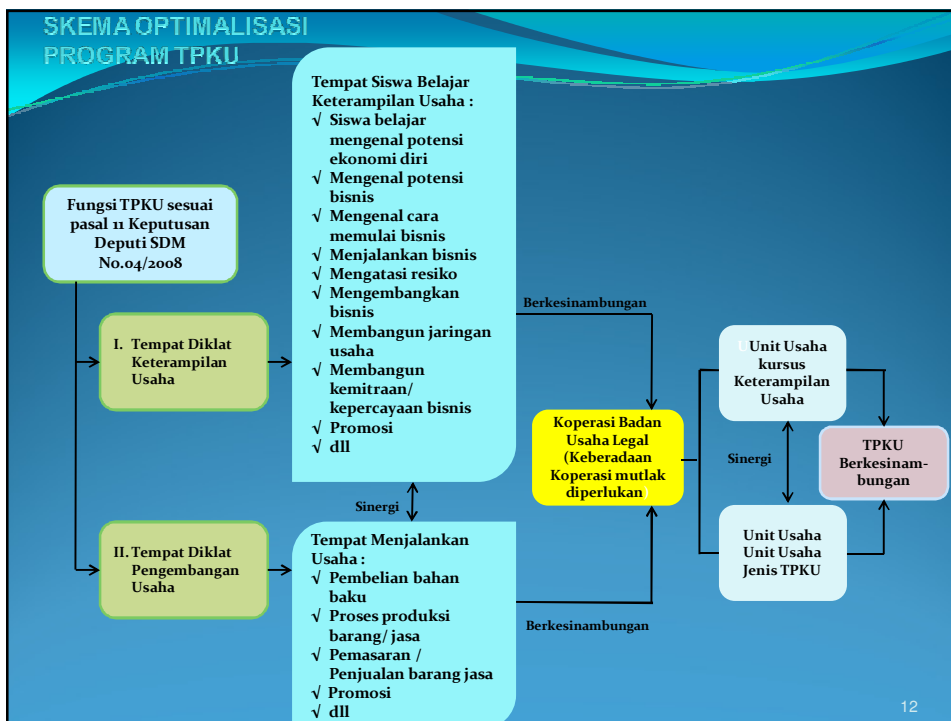 SKEMA OPTIMALISASI
PROGRAM TPKU
Fungsi TPKU sesuai
pasal 11 Keputusan
Deputi SDM
No.04/2008
I. Tempat Diklat
Keterampilan
Usaha
II. Tempat Diklat
Pengembangan
Usaha
Tempat Siswa Belajar
Keterampilan Usaha :
√ Siswa belajar
mengenal potensi
ekonomi diri
√ Mengenal potensi
bisnis
√ Mengenal cara
memulai bisnis
√ Menjalankan bisnis
√ Mengatasi resiko
√ Mengembangkan
bisnis
√ Membangun jaringan
usaha
√ Membangun
kemitraan/
kepercayaan bisnis
√ Promosi
√ dll
Sinergi
Tempat Menjalankan
Usaha :
√ Pembelian bahan
baku
√ Proses produksi
barang/ jasa
√ Pemasaran /
Penjualan barang jasa
√ Promosi
√ dll
Berkesinambungan
Berkesinambungan
Koperasi Badan
Usaha Legal
(Keberadaan
Koperasi mutlak
diperlukan)
UUnit Usaha
kursus
Keterampilan
Usaha
Sinergi
Unit Usaha
Unit Usaha
Jenis TPKU
TPKU
Berkesinam-
bungan
12